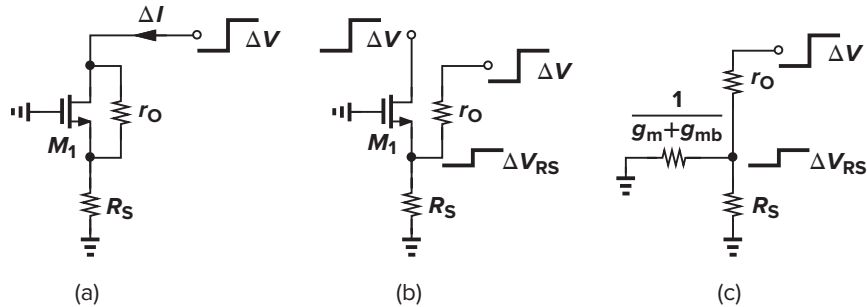 ΔI
ΔV
rO
M1
RS
(a)
ΔV
ΔV
rO
M1
ΔVRS
RS
(b)
ΔV
rO
1
gm+gmb
ΔVRS
RS
(c)